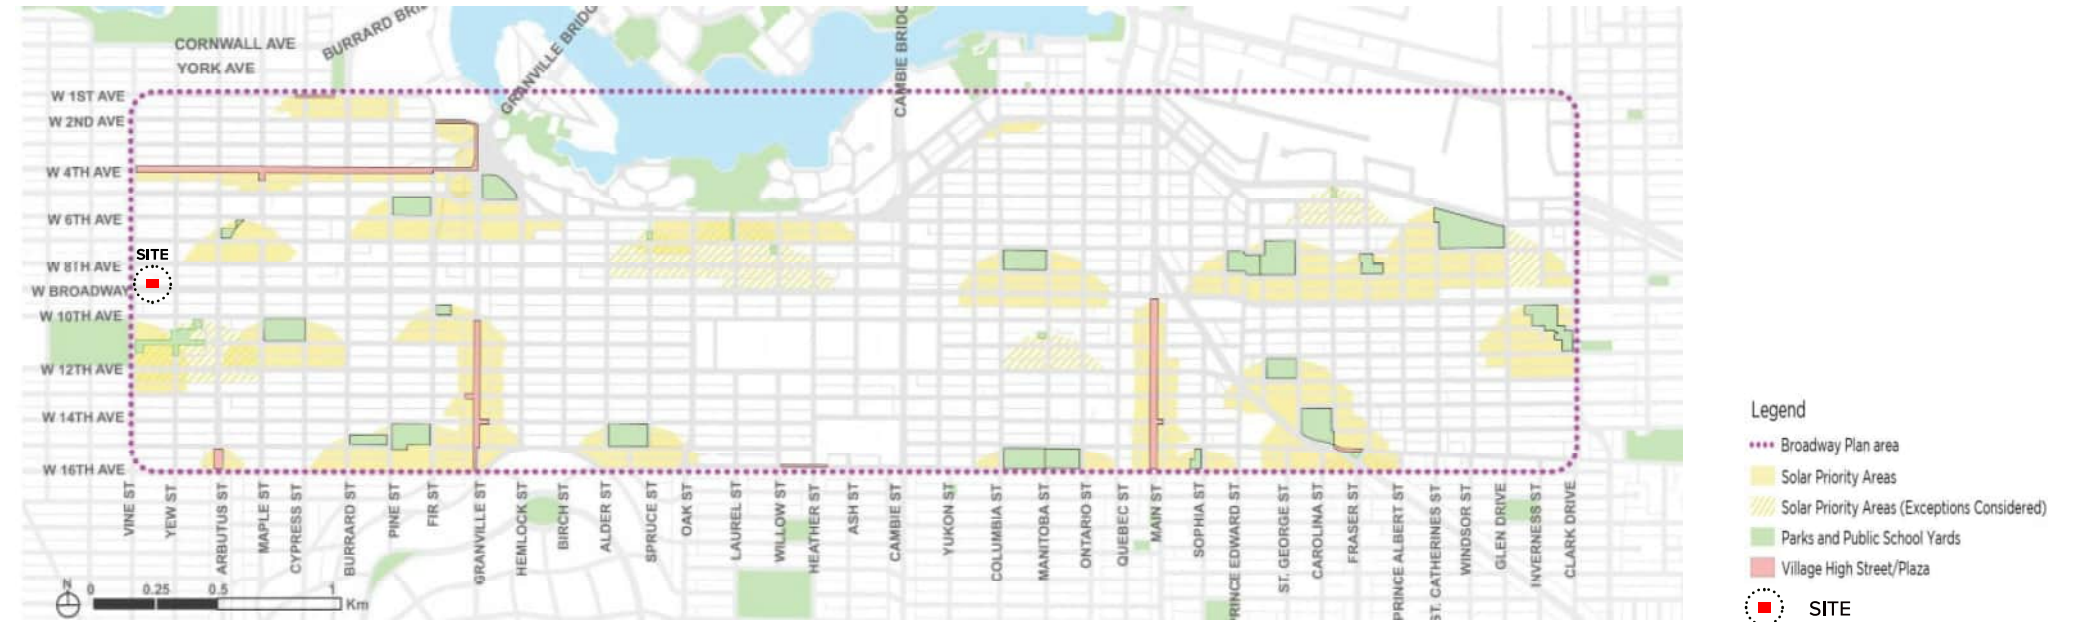 CORNWALL AVE
BURRARD BRI
YORK AVE
GRANVILLE BRIDG
CAMBIE BRIDG
W 1ST AVE
W 2ND AVE
W 4TH AVE
W 6TH AVE
SITE
W 8TH AVE
W BROADWAY
W 10TH AVE
W 12TH AVE
W 14TH AVE
W 16TH AVE
VINE ST
YEW ST
ARBUTUS ST
MAPLE ST
CYPRESS ST
BURRARD ST
PINE ST
FIR ST
GRANVILLE ST
HEMLOCK ST
BIRCH ST
ALDER ST
SPRUCE ST
OAK ST
LAUREL ST
WILLOW ST
HEATHER ST
ASH ST
CAMBIE ST
YUKON ST
COLUMBIA ST
MANITOBA ST
ONTARIO ST
QUEBEC ST
MAIN ST
SOPHIA ST
PRINCE EDWARD ST
ST. GEORGE ST
CAROLINA ST
FRASER ST
PRINCE ALBERT ST
ST. CATHERINES ST
WINDSOR ST
GLEN DRIVE
INVERNESS ST
CLARK DRIVE
N
0 0.25 0.5 1
Km
Legend
Broadway Plan area
Solar Priority Areas
Solar Priority Areas (Exceptions Considered)
Parks and Public School Yards
Village High Street/Plaza
SITE